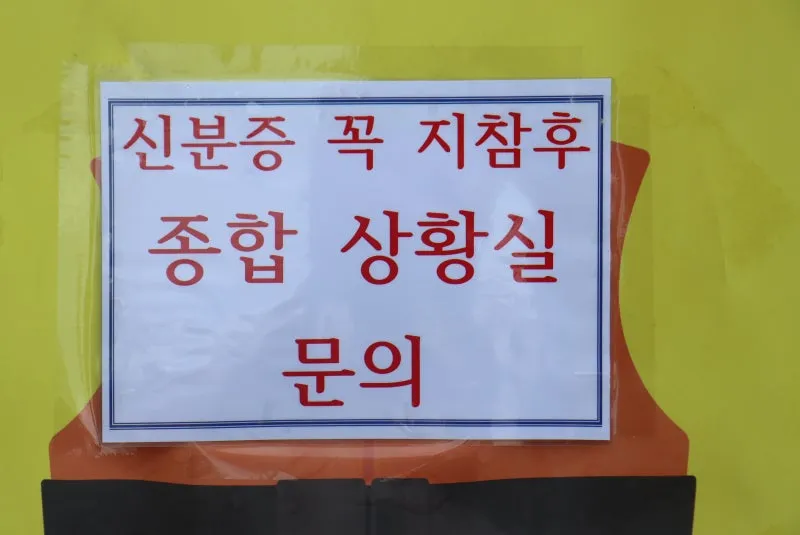 신분증 꼭 지참후
종합 상황실
문의